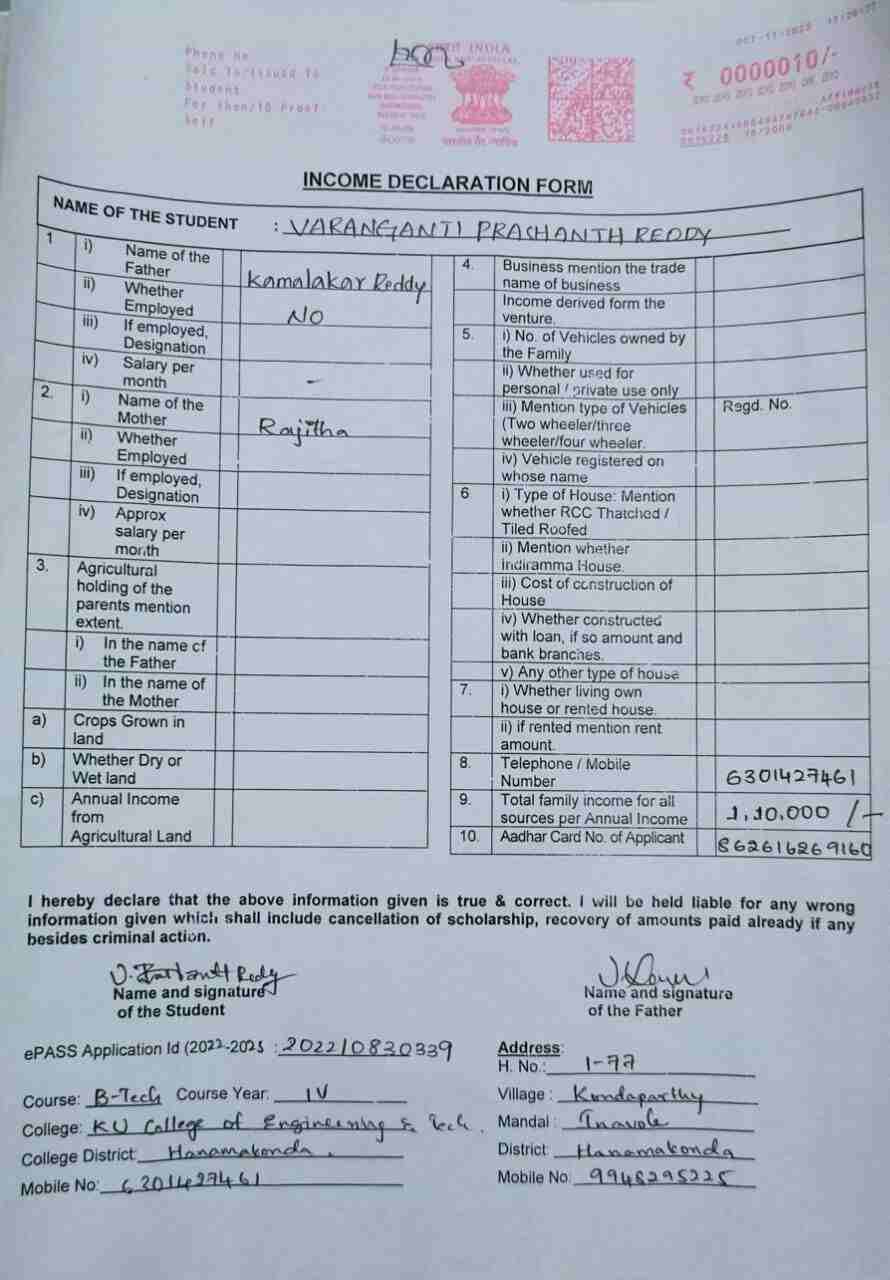 Phone No
Sold To/Issued To
Student
For Whom/ID Proof
Self
INDIA
OCT-11-2025
₹ 0000010/-
INCOME DECLARATION FORM
NAME OF THE STUDENT : VARANGANTI PRASHANTH REDDY
1 i) Name of the Father Kamalakar Reddy
ii) Whether Employed NO
iii) If employed, Designation
iv) Salary per month -
2. i) Name of the Mother Rajitha
ii) Whether Employed
iii) If employed, Designation
iv) Approx salary per month
3. Agricultural holding of the parents mention extent.
i) In the name of the Father
ii) In the name of the Mother
a) Crops Grown in land
b) Whether Dry or Wet land
c) Annual Income from Agricultural Land
4. Business mention the trade name of business
Income derived form the venture.
5. i) No. of Vehicles owned by the Family
ii) Whether used for personal / private use only
iii) Mention type of Vehicles (Two wheeler/three wheeler/four wheeler. Regd. No.
iv) Vehicle registered on whose name
6 i) Type of House: Mention whether RCC Thatched / Tiled Roofed
ii) Mention whether Indiramma House.
iii) Cost of construction of House
iv) Whether constructed with loan, if so amount and bank branches.
v) Any other type of house
7. i) Whether living own house or rented house.
ii) if rented mention rent amount.
8. Telephone / Mobile Number 6301427461
9. Total family income for all sources per Annual Income 1,10,000 /-
10. Aadhar Card No. of Applicant 862616269160
I hereby declare that the above information given is true & correct. I will be held liable for any wrong
information given which shall include cancellation of scholarship, recovery of amounts paid already if any
besides criminal action.
Name and signature
of the Student
Name and signature
of the Father
ePASS Application Id (2022-2025 : 202210830339
Course: B-Tech Course Year: IV
College: KU College of Engineering & Tech.
College District: Hanamakonda.
Mobile No: 6301427461
Address:
H. No.: 1-77
Village : Kondaparthy
Mandal : Inavole
District: Hanamakonda
Mobile No: 9948295225